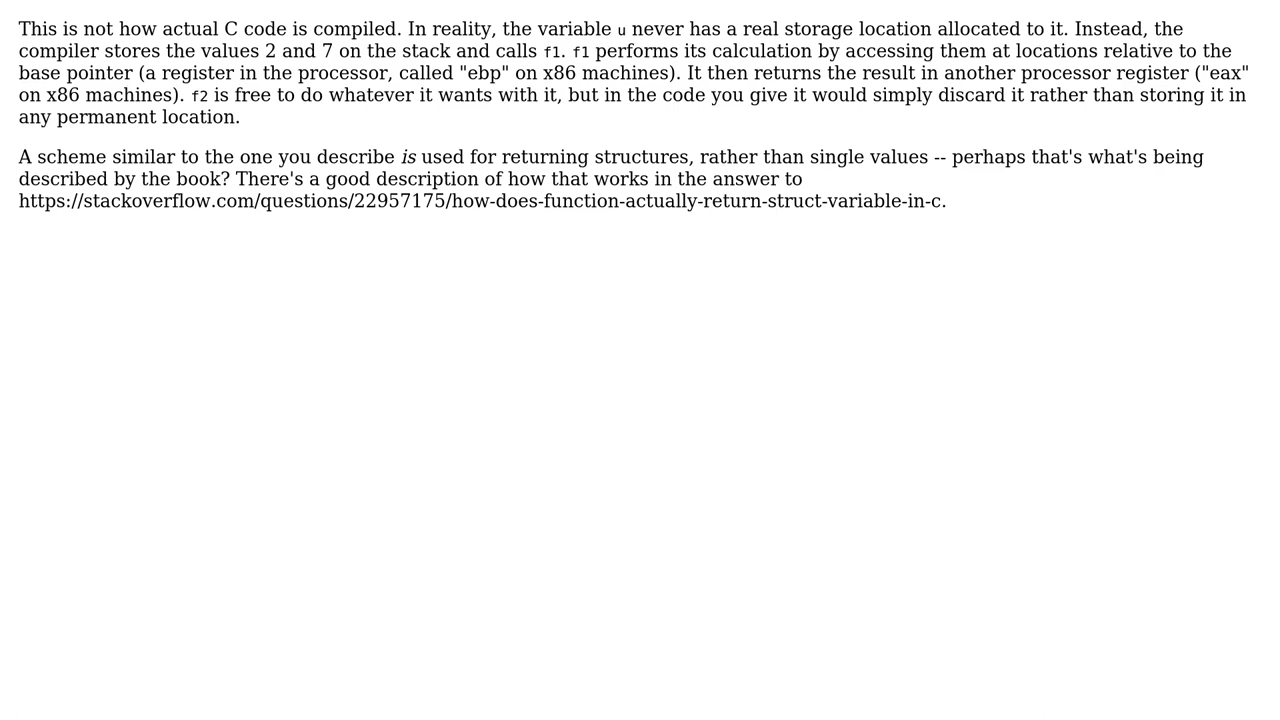 This is not how actual C code is compiled. In reality, the variable u never has a real storage location allocated to it. Instead, the
compiler stores the values 2 and 7 on the stack and calls f1. f1 performs its calculation by accessing them at locations relative to the
base pointer (a register in the processor, called "ebp" on x86 machines). It then returns the result in another processor register ("eax"
on x86 machines). f2 is free to do whatever it wants with it, but in the code you give it would simply discard it rather than storing it in
any permanent location.
A scheme similar to the one you describe is used for returning structures, rather than single values -- perhaps that's what's being
described by the book? There's a good description of how that works in the answer to
https://stackoverflow.com/questions/22957175/how-does-function-actually-return-struct-variable-in-c.